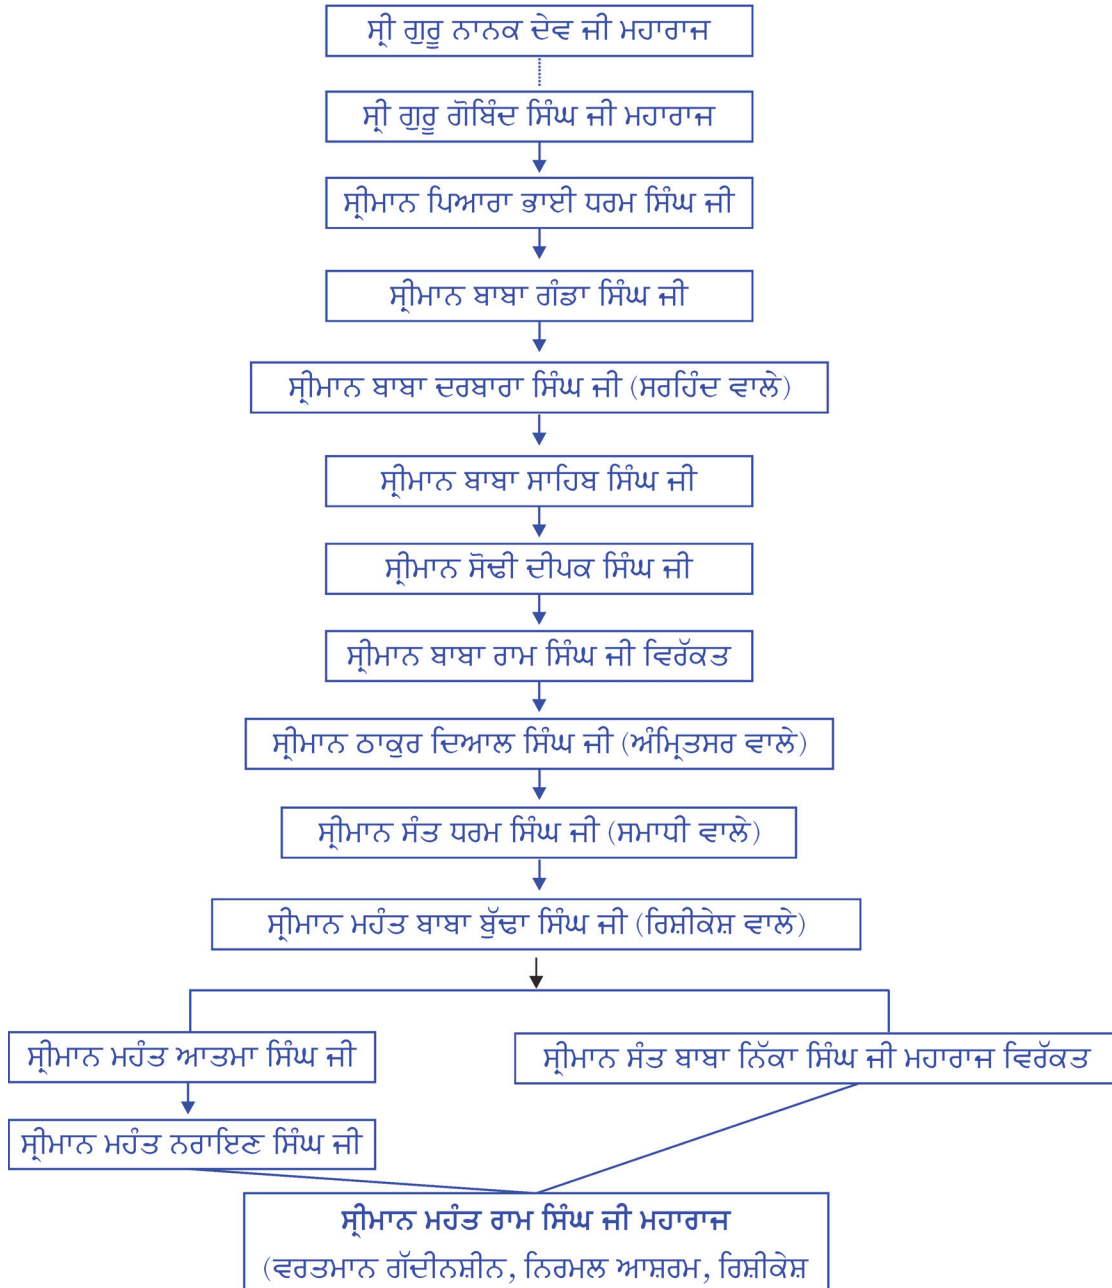 ਸ੍ਰੀ ਗੁਰੂ ਨਾਨਕ ਦੇਵ ਜੀ ਮਹਾਰਾਜ
ਸ੍ਰੀ ਗੁਰੂ ਗੋਬਿੰਦ ਸਿੰਘ ਜੀ ਮਹਾਰਾਜ
ਸ੍ਰੀਮਾਨ ਪਿਆਰਾ ਭਾਈ ਧਰਮ ਸਿੰਘ ਜੀ
ਸ੍ਰੀਮਾਨ ਬਾਬਾ ਗੰਡਾ ਸਿੰਘ ਜੀ
ਸ੍ਰੀਮਾਨ ਬਾਬਾ ਦਰਬਾਰਾ ਸਿੰਘ ਜੀ (ਸਰਹਿੰਦ ਵਾਲੇ)
ਸ੍ਰੀਮਾਨ ਬਾਬਾ ਸਾਹਿਬ ਸਿੰਘ ਜੀ
ਸ੍ਰੀਮਾਨ ਸੋਢੀ ਦੀਪਕ ਸਿੰਘ ਜੀ
ਸ੍ਰੀਮਾਨ ਬਾਬਾ ਰਾਮ ਸਿੰਘ ਜੀ ਵਿਰੱਕਤ
ਸ੍ਰੀਮਾਨ ਠਾਕੁਰ ਦਿਆਲ ਸਿੰਘ ਜੀ (ਅੰਮ੍ਰਿਤਸਰ ਵਾਲੇ)
ਸ੍ਰੀਮਾਨ ਸੰਤ ਧਰਮ ਸਿੰਘ ਜੀ (ਸਮਾਧੀ ਵਾਲੇ)
ਸ੍ਰੀਮਾਨ ਮਹੰਤ ਬਾਬਾ ਬੁੱਢਾ ਸਿੰਘ ਜੀ (ਰਿਸ਼ੀਕੇਸ਼ ਵਾਲੇ)
ਸ੍ਰੀਮਾਨ ਮਹੰਤ ਆਤਮਾ ਸਿੰਘ ਜੀ
ਸ੍ਰੀਮਾਨ ਸੰਤ ਬਾਬਾ ਨਿੱਕਾ ਸਿੰਘ ਜੀ ਮਹਾਰਾਜ ਵਿਰੱਕਤ
ਸ੍ਰੀਮਾਨ ਮਹੰਤ ਨਰਾਇਣ ਸਿੰਘ ਜੀ
ਸ੍ਰੀਮਾਨ ਮਹੰਤ ਰਾਮ ਸਿੰਘ ਜੀ ਮਹਾਰਾਜ
(ਵਰਤਮਾਨ ਗੱਦੀਨਸ਼ੀਨ, ਨਿਰਮਲ ਆਸ਼ਰਮ, ਰਿਸ਼ੀਕੇਸ਼